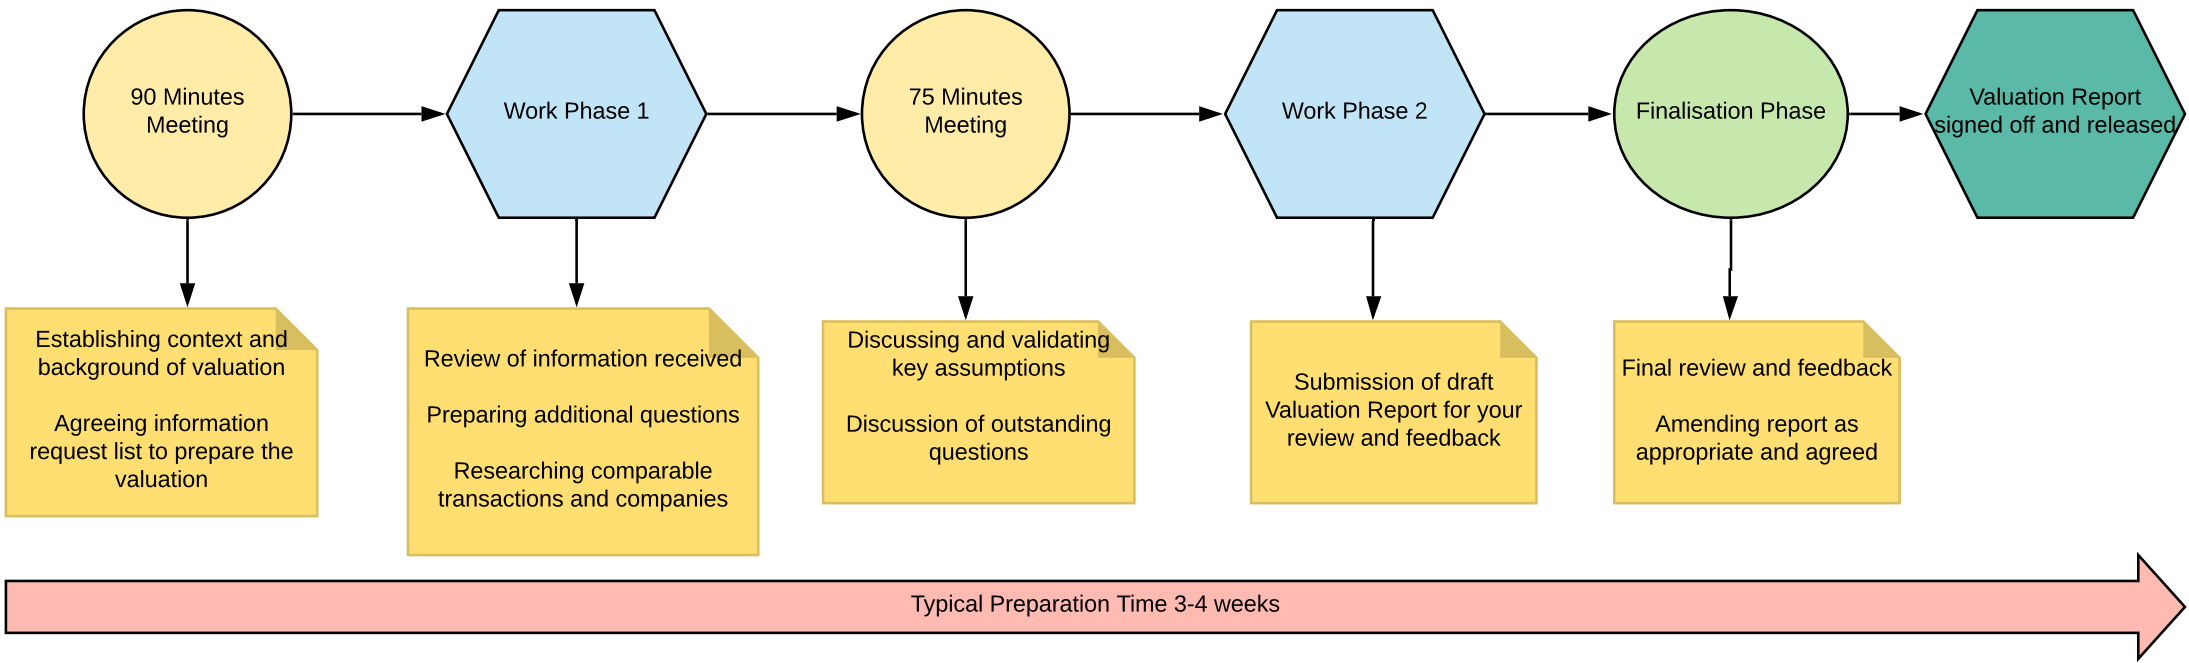 90 Minutes
Meeting
Work Phase 1
75 Minutes
Meeting
Work Phase 2
Finalisation Phase
Valuation Report
signed off and released
Establishing context and
background of valuation
Agreeing information
request list to prepare the
valuation
Review of information received
Preparing additional questions
Researching comparable
transactions and companies
Discussing and validating
key assumptions
Discussion of outstanding
questions
Submission of draft
Valuation Report for your
review and feedback
Final review and feedback
Amending report as
appropriate and agreed
Typical Preparation Time 3-4 weeks